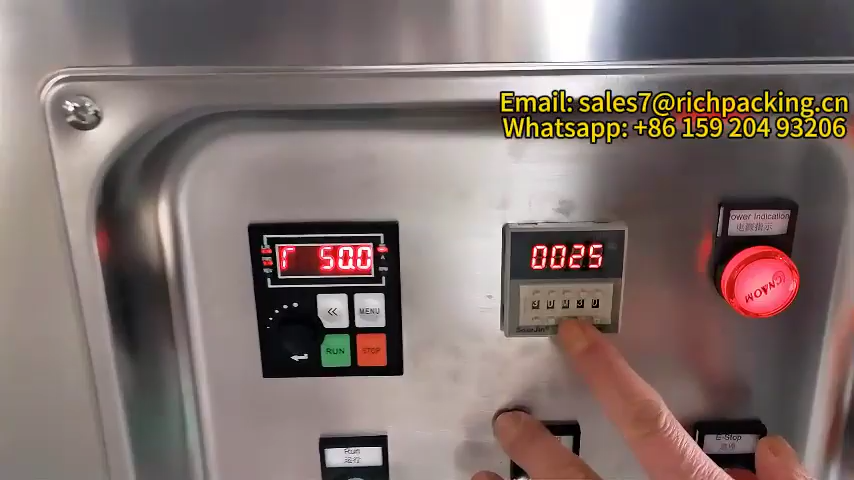 Email: sales7@richpacking.cn
Whatsapp: +86 159 204 93206
Power Indication
电源指示
CNAOM
50.0
0025
MENU
RUN
STOP
Run
运行
E-Stop